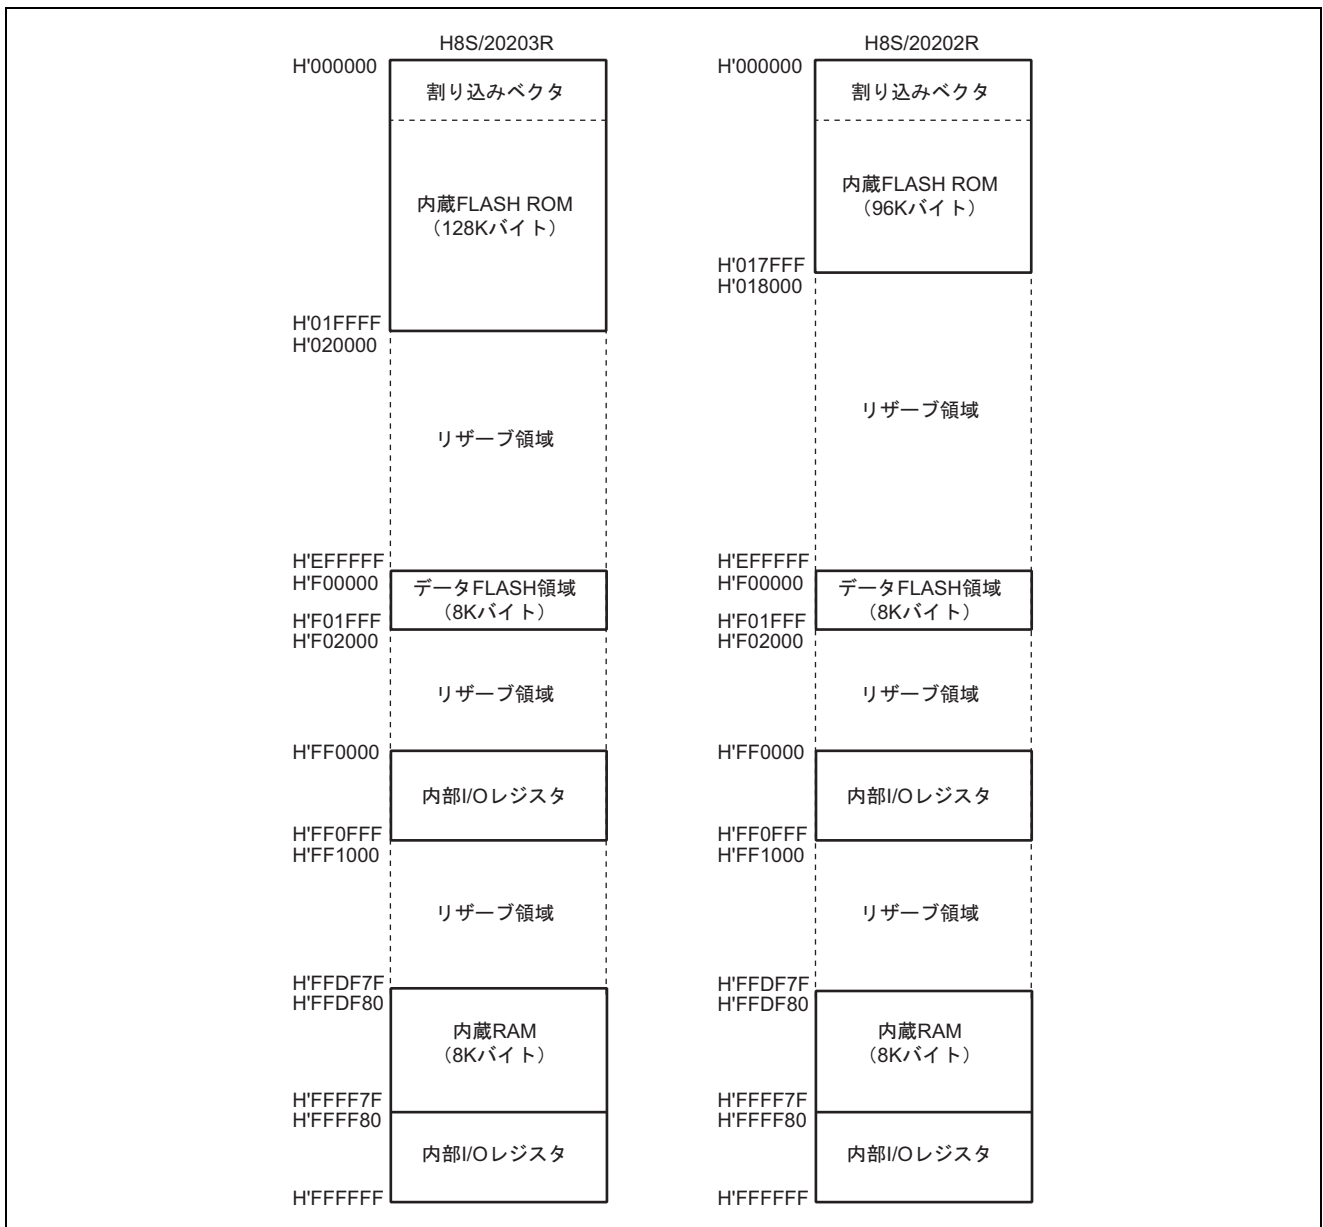 H8S/20203R
H'000000
割り込みベクタ
内蔵FLASH ROM
（128Kバイト）
H'01FFFF
H'020000
リザーブ領域
H'EFFFFF
H'F00000
データFLASH領域
（8Kバイト）
H'F01FFF
H'F02000
リザーブ領域
H'FF0000
内部I/Oレジスタ
H'FF0FFF
H'FF1000
リザーブ領域
H'FFDF7F
H'FFDF80
内蔵RAM
（8Kバイト）
H'FFFF7F
H'FFFF80
内部I/Oレジスタ
H'FFFFFF
H8S/20202R
H'000000
割り込みベクタ
内蔵FLASH ROM
（96Kバイト）
H'017FFF
H'018000
リザーブ領域
H'EFFFFF
H'F00000
データFLASH領域
（8Kバイト）
H'F01FFF
H'F02000
リザーブ領域
H'FF0000
内部I/Oレジスタ
H'FF0FFF
H'FF1000
リザーブ領域
H'FFDF7F
H'FFDF80
内蔵RAM
（8Kバイト）
H'FFFF7F
H'FFFF80
内部I/Oレジスタ
H'FFFFFF